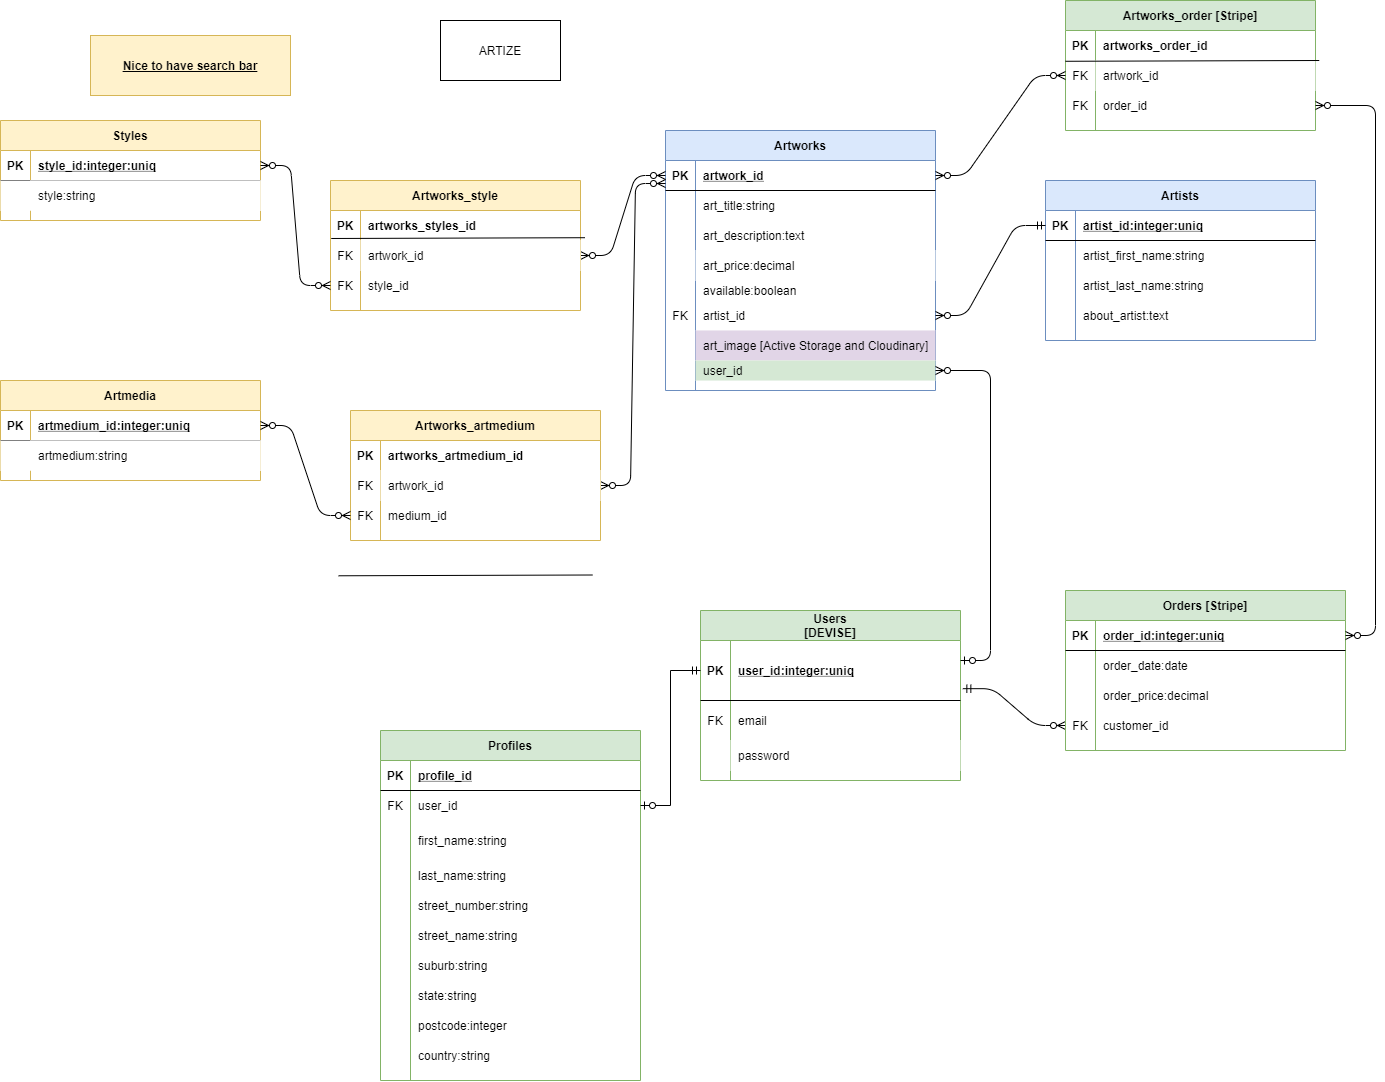 Nice to have search bar
ARTIZE
Styles
PK style_id:integer:uniq
style:string
Artworks_style
PK artworks_styles_id
FK artwork_id
FK style_id
Artmedia
PK artmedium_id:integer:uniq
artmedium:string
Artworks_artmedium
PK artworks_artmedium_id
FK artwork_id
FK medium_id
Artworks
PK artwork_id
art_title:string
art_description:text
art_price:decimal
available:boolean
FK artist_id
art_image [Active Storage and Cloudinary]
user_id
Artworks_order [Stripe]
PK artworks_order_id
FK artwork_id
FK order_id
Artists
PK artist_id:integer:uniq
artist_first_name:string
artist_last_name:string
about_artist:text
Users
[DEVISE]
PK user_id:integer:uniq
FK email
password
Orders [Stripe]
PK order_id:integer:uniq
order_date:date
order_price:decimal
FK customer_id
Profiles
PK profile_id
FK user_id
first_name:string
last_name:string
street_number:string
street_name:string
suburb:string
state:string
postcode:integer
country:string